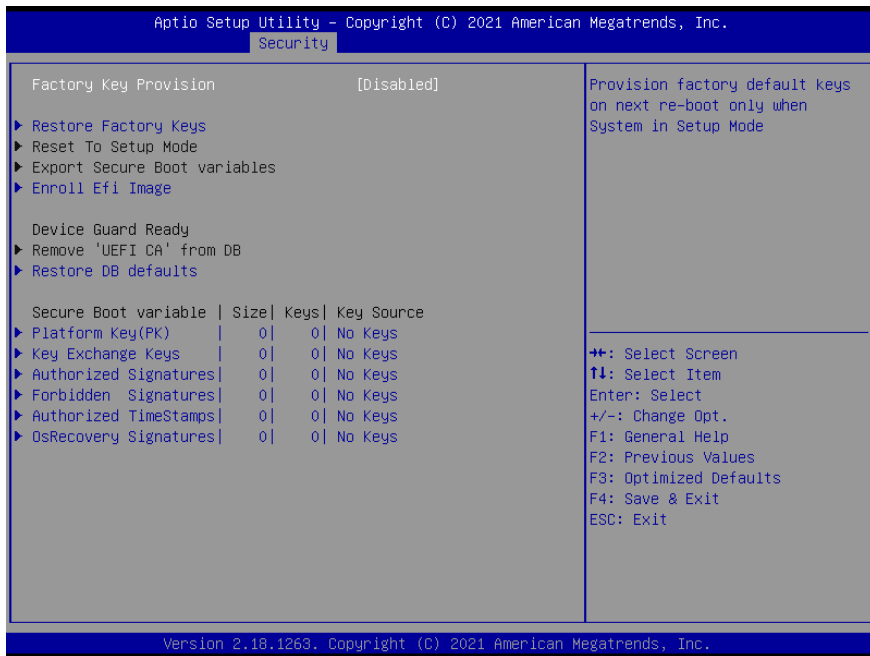 Aptio Setup Utility – Copyright (C) 2021 American Megatrends, Inc.
Security
Factory Key Provision [Disabled]
▶ Restore Factory Keys
▶ Reset To Setup Mode
▶ Export Secure Boot variables
▶ Enroll Efi Image
Device Guard Ready
▶ Remove 'UEFI CA' from DB
▶ Restore DB defaults
Secure Boot variable | Size| Keys| Key Source
▶ Platform Key(PK) | 0| 0| No Keys
▶ Key Exchange Keys | 0| 0| No Keys
▶ Authorized Signatures| 0| 0| No Keys
▶ Forbidden Signatures| 0| 0| No Keys
▶ Authorized TimeStamps| 0| 0| No Keys
▶ OsRecovery Signatures| 0| 0| No Keys
Provision factory default keys
on next re-boot only when
System in Setup Mode
→←: Select Screen
↑↓: Select Item
Enter: Select
+/-: Change Opt.
F1: General Help
F2: Previous Values
F3: Optimized Defaults
F4: Save & Exit
ESC: Exit
Version 2.18.1263. Copyright (C) 2021 American Megatrends, Inc.